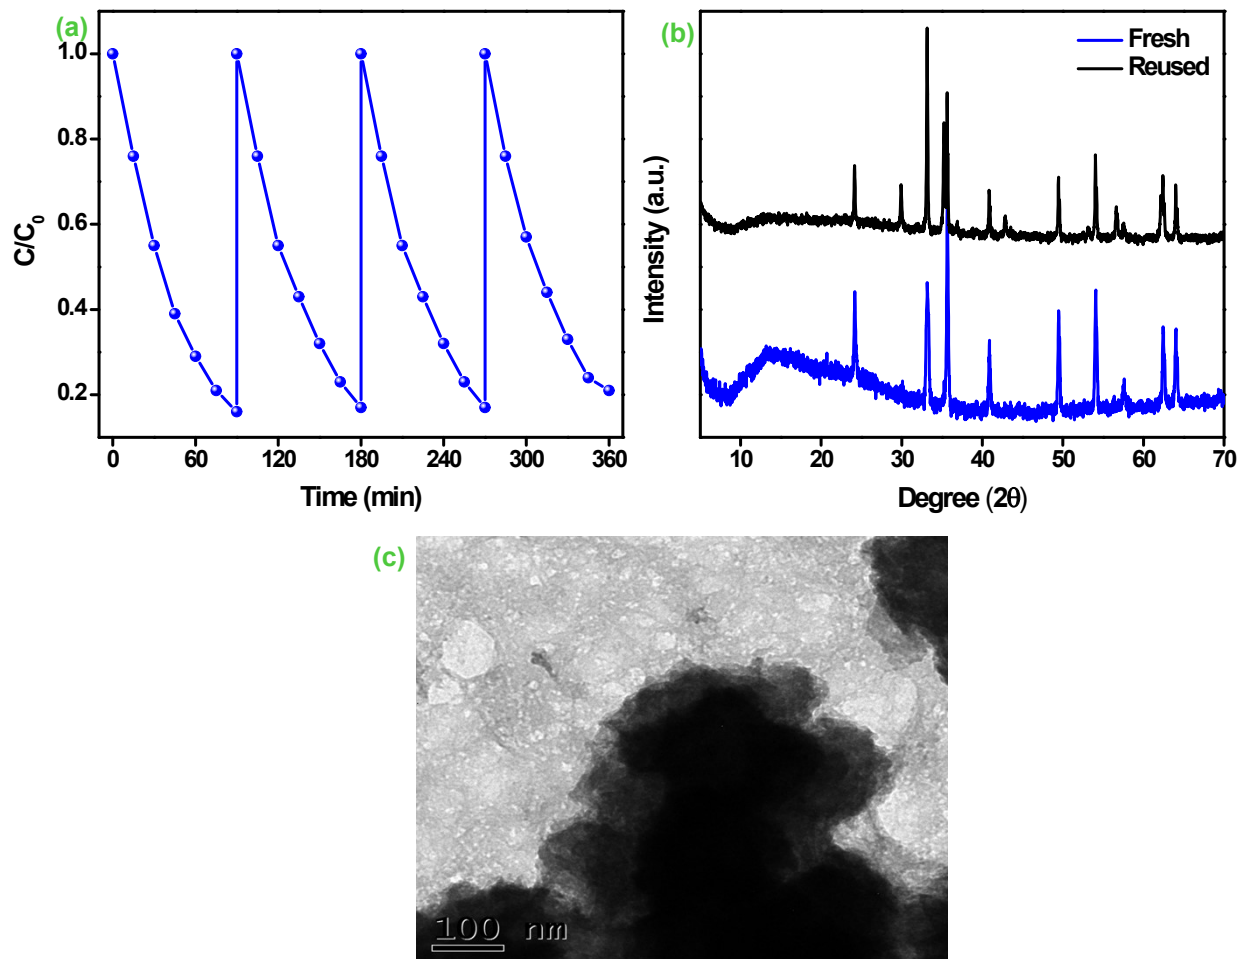 (a)
1.0
0.8
0.6
0.4
0.2
C/C0
0 60 120 180 240 300 360
Time (min)
(b)
Fresh
Reused
Intensity (a.u.)
10 20 30 40 50 60 70
Degree (2θ)
(c)
100 nm